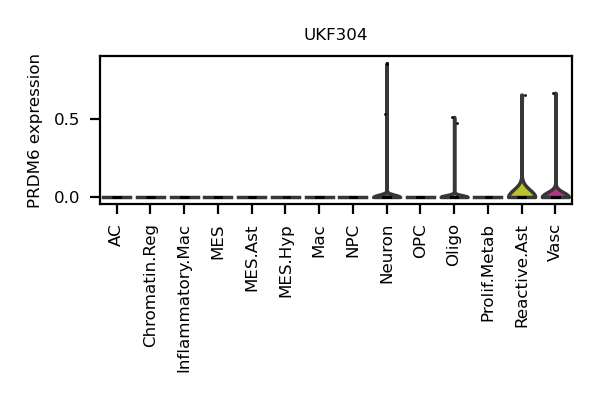 UKF304
PRDM6 expression
0.5
0.0
AC
Chromatin.Reg
Inflammatory.Mac
MES
MES.Ast
MES.Hyp
Mac
NPC
Neuron
OPC
Oligo
Prolif.Metab
Reactive.Ast
Vasc